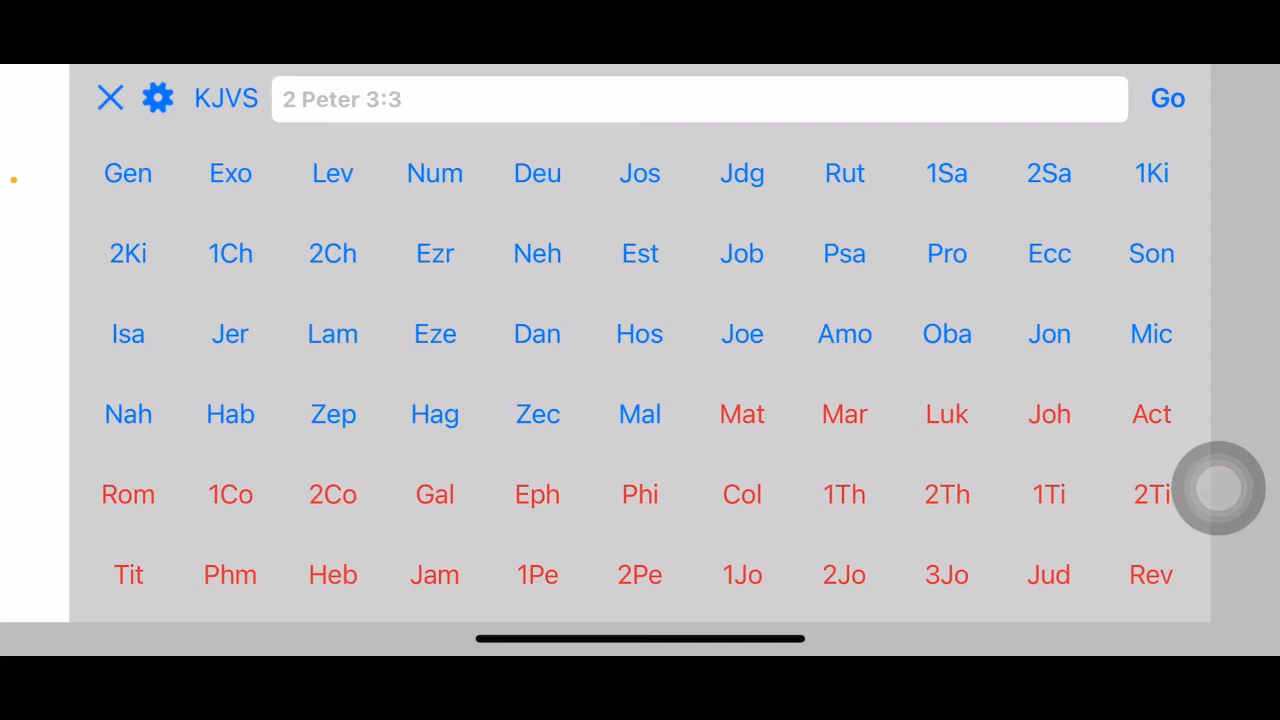 KJVS 2 Peter 3:3 Go
Gen Exo Lev Num Deu Jos Jdg Rut 1Sa 2Sa 1Ki
2Ki 1Ch 2Ch Ezr Neh Est Job Psa Pro Ecc Son
Isa Jer Lam Eze Dan Hos Joe Amo Oba Jon Mic
Nah Hab Zep Hag Zec Mal Mat Mar Luk Joh Act
Rom 1Co 2Co Gal Eph Phi Col 1Th 2Th 1Ti 2Ti
Tit Phm Heb Jam 1Pe 2Pe 1Jo 2Jo 3Jo Jud Rev